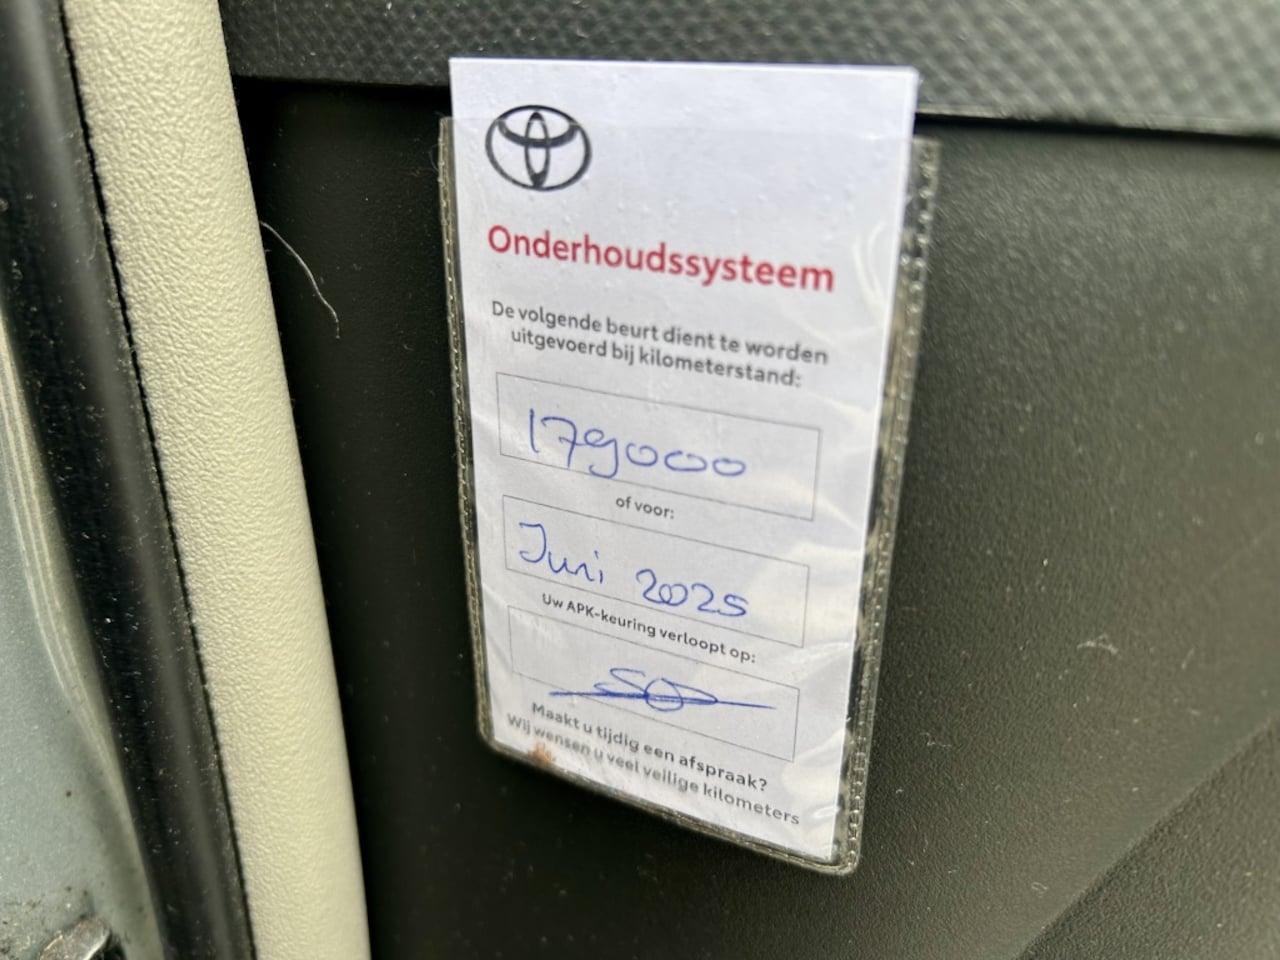 Onderhoudssysteem
De volgende beurt dient te worden
uitgevoerd bij kilometerstand:
179000
of voor:
Juni 2025
Uw APK-keuring verloopt op:
Maakt u tijdig een afspraak?
Wij wensen u veel veilige kilometers